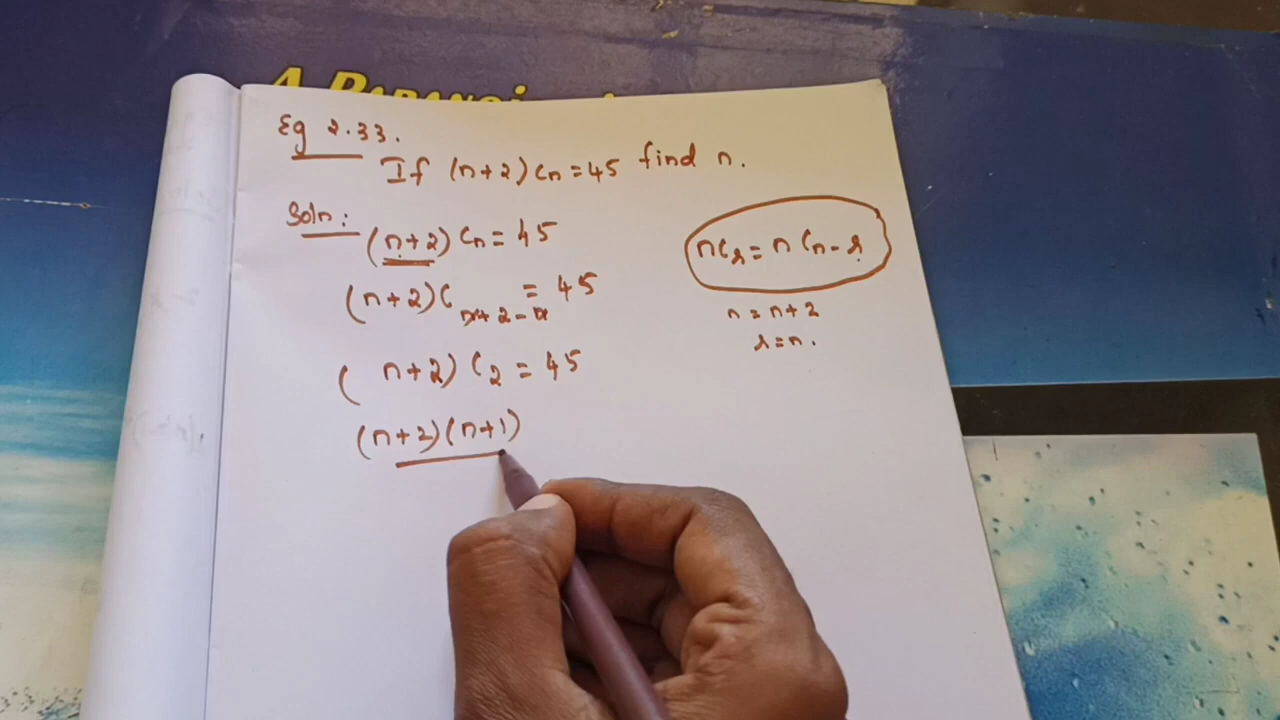 Eg 2.33.
If (n+2)Cn = 45 find n.
Soln:
(n+2)Cn = 45
(n+2)C n+2-n = 45
(n+2)C2 = 45
(n+2)(n+1)
nCr = nCn-r
n = n+2
r = n.